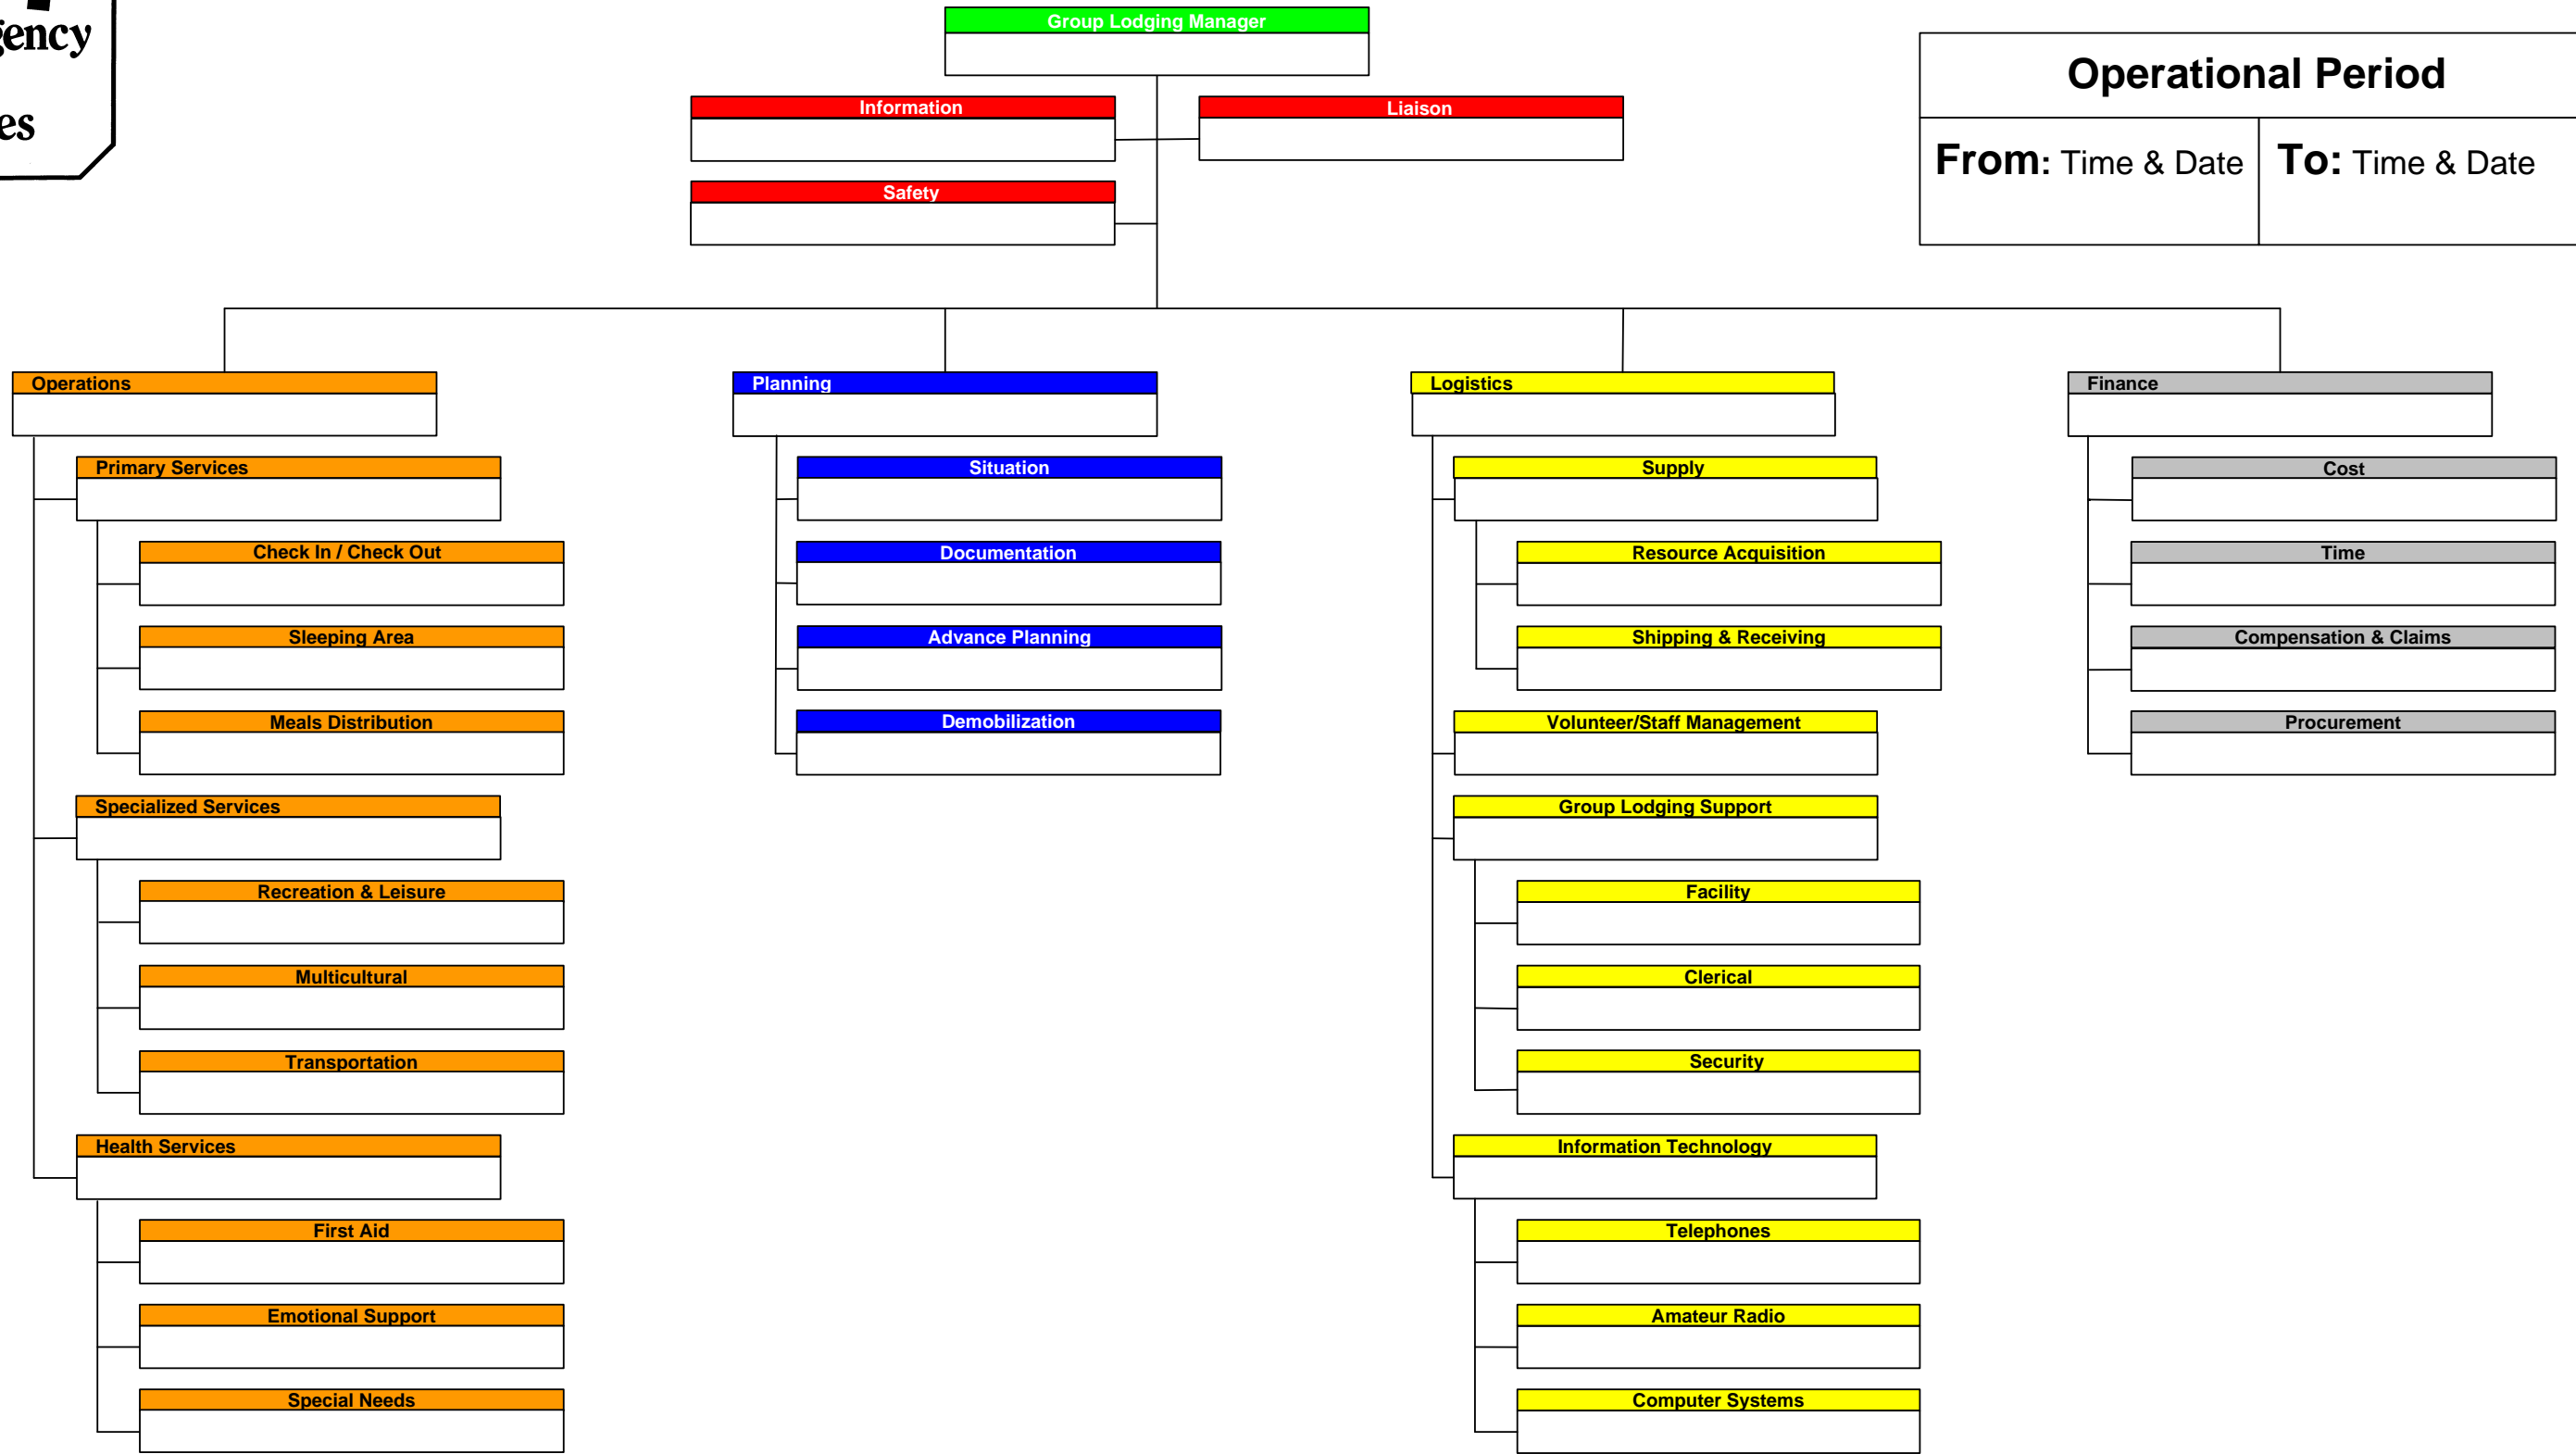 Group Lodging Manager
Information
Liaison
Safety
Operational Period
From: Time & Date
To: Time & Date
Operations
Primary Services
Check In / Check Out
Sleeping Area
Meals Distribution
Specialized Services
Recreation & Leisure
Multicultural
Transportation
Health Services
First Aid
Emotional Support
Special Needs
Planning
Situation
Documentation
Advance Planning
Demobilization
Logistics
Supply
Resource Acquisition
Shipping & Receiving
Volunteer/Staff Management
Group Lodging Support
Facility
Clerical
Security
Information Technology
Telephones
Amateur Radio
Computer Systems
Finance
Cost
Time
Compensation & Claims
Procurement